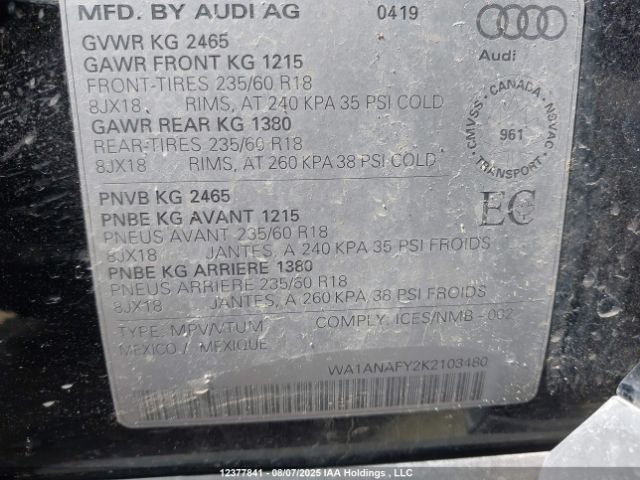 MFD. BY AUDI AG 0419
GVWR KG 2465
GAWR FRONT KG 1215
FRONT-TIRES 235/60 R18
8JX18 RIMS, AT 240 KPA 35 PSI COLD
GAWR REAR KG 1380
REAR-TIRES 235/60 R18
8JX18 RIMS, AT 260 KPA 38 PSI COLD
Audi
CMVSS - CANADA - NSVAC
961
TRANSPORT
PNVB KG 2465
PNBE KG AVANT 1215
PNEUS AVANT 235/60 R18
8JX18 JANTES, A 240 KPA 35 PSI FROIDS
PNBE KG ARRIERE 1380
PNEUS ARRIERE 235/60 R18
8JX18 JANTES, A 260 KPA 38 PSI FROIDS
EC
TYPE: MPV/VTUM COMPLY: ICES/NMB-002
MEXICO / MEXIQUE
WA1ANAFY2K2103480
12377841 - 08/07/2025 IAA Holdings , LLC